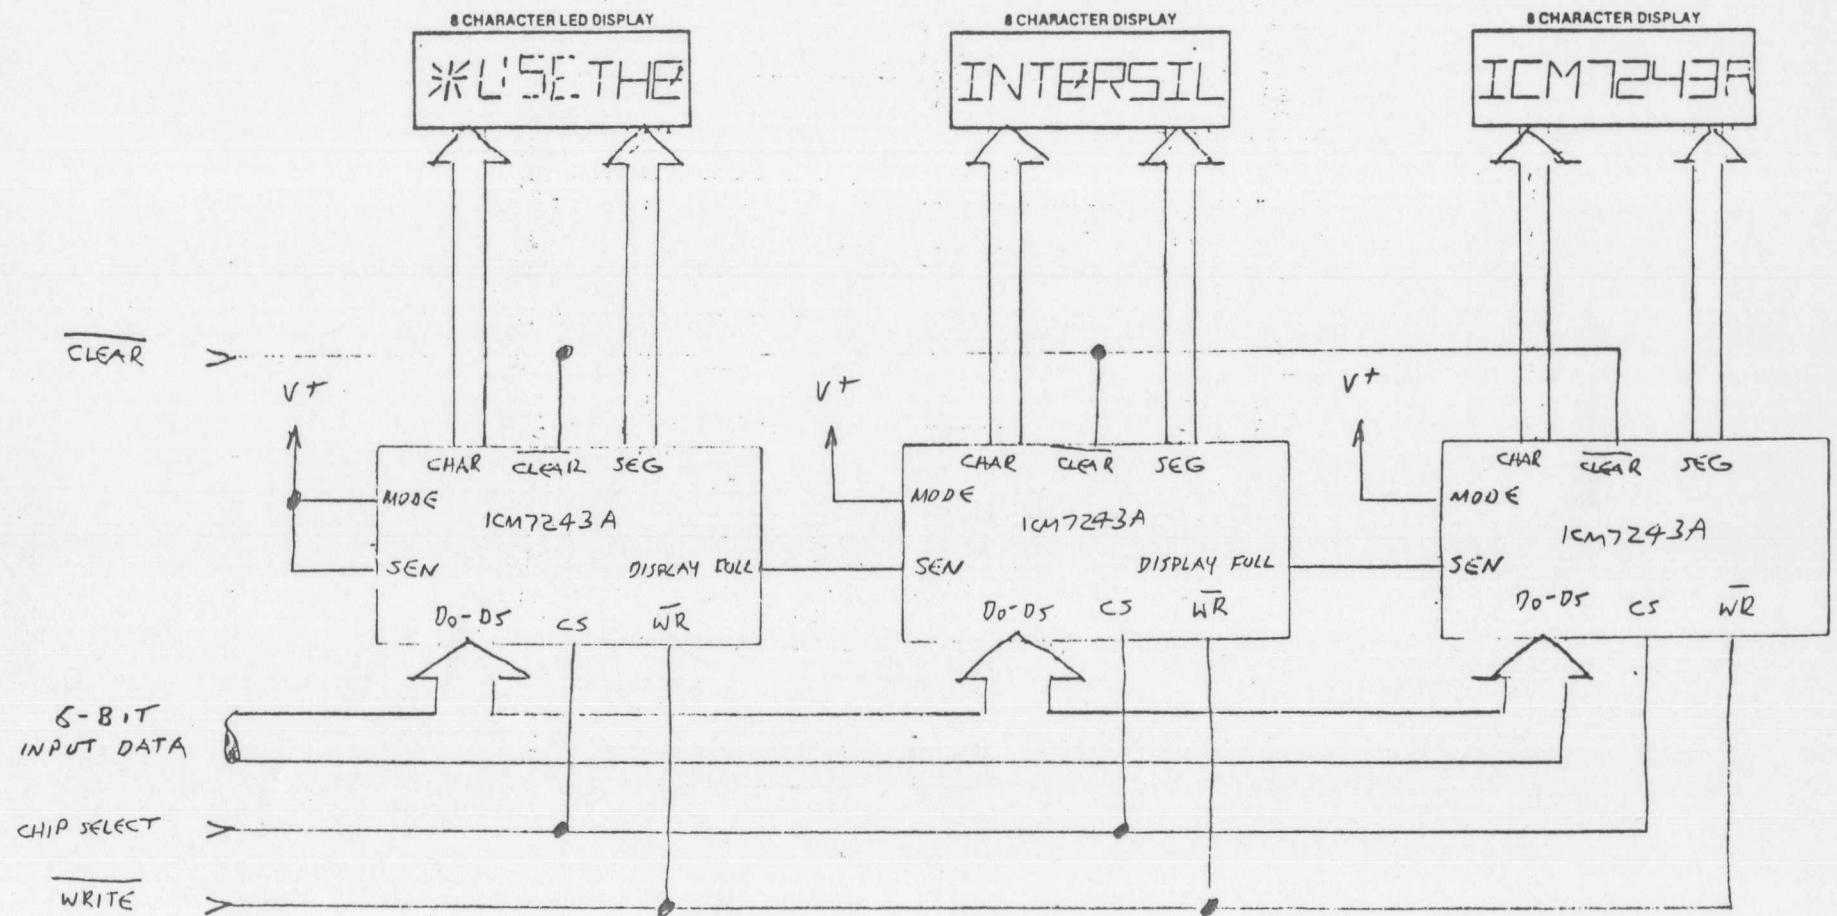 8 CHARACTER LED DISPLAY
8 CHARACTER DISPLAY
8 CHARACTER DISPLAY
*USETHE
INTERSIL
ICM7243A
CLEAR
V+
V+
V+
CHAR CLEAR SEG
CHAR CLEAR SEG
CHAR CLEAR SEG
MODE
MODE
MODE
ICM7243A
ICM7243A
ICM7243A
SEN DISPLAY FULL
SEN DISPLAY FULL
SEN
D0-D5 CS WR
D0-D5 CS WR
D0-D5 CS WR
6-BIT
INPUT DATA
CHIP SELECT
WRITE